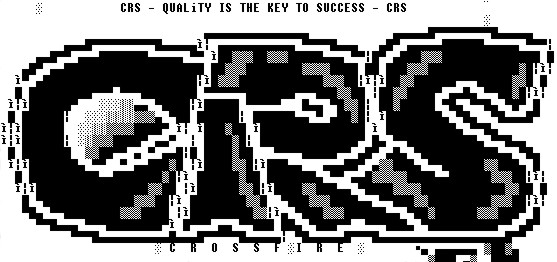 CRS - QUALiTY IS THE KEY TO SUCCESS - CRS
CRS
C R O S S F I R E